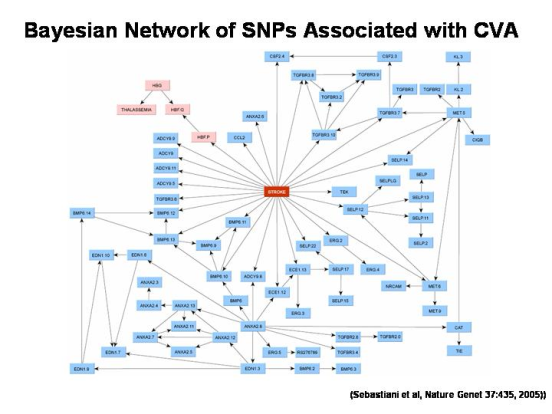 Bayesian Network of SNPs Associated with CVA
CSF2.4
CSF2.3
KL.3
TGFBR3.8
TGFBR3.9
HBG
TGFBR3
TGFBR2
KL.2
TGFBR3.2
THALASSEMIA
HBF.G
ANXA2.8
TGFBR3.7
MET.5
TGFBR3.10
HBF.P
CCL2
ADCY9.8
CIGB
ADCY9
SELP.14
ADCY9.11
SELP
ADCY9.5
SELPLG
STROKE
TEK
SELP.13
TGFBR3.6
BMP6.14
BMP6.12
SELP.12
SELP.11
BMP6.11
BMP6.13
BMP6.9
SELP.22
ERG.2
SELP.2
EDN1.10
EDN1.6
ECE1.13
SELP.17
ERG.4
BMP6.10
ADCY9.6
ANXA2.3
ECE1.12
NRCAM
MET.6
BMP6
SELP.15
ANXA2.4
ANXA2.13
ERG.3
MET.9
ANXA2.11
ANXA2.6
CAT
ANXA2.7
ANXA2.12
TGFBR2.6
TGFBR2.0
EDN1.7
ANXA2.5
ERG.5
TGFBR3.4
TIE
EDN1.9
EDN1.3
BMP6.2
BMP6.3
(Sebastiani et al, Nature Genet 37:435, 2005))